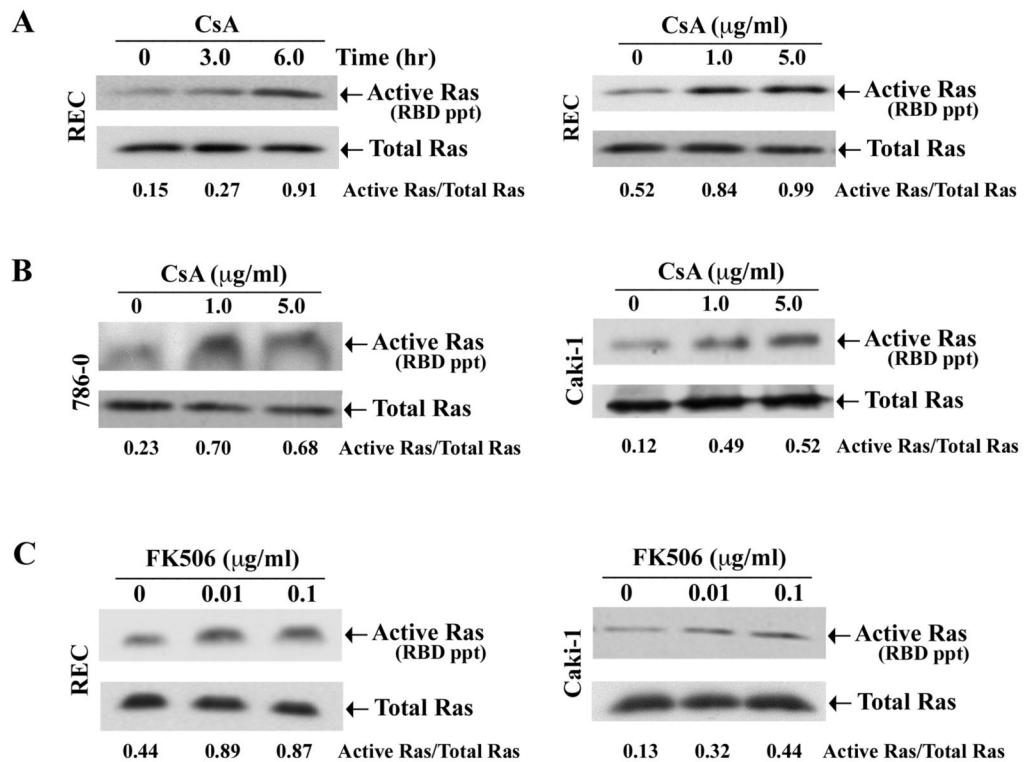 A
CsA
0 3.0 6.0 Time (hr)
REC
Active Ras
(RBD ppt)
Total Ras
0.15 0.27 0.91 Active Ras/Total Ras
CsA (μg/ml)
0 1.0 5.0
REC
Active Ras
(RBD ppt)
Total Ras
0.52 0.84 0.99 Active Ras/Total Ras
B
CsA (μg/ml)
0 1.0 5.0
786-0
Active Ras
(RBD ppt)
Total Ras
0.23 0.70 0.68 Active Ras/Total Ras
CsA (μg/ml)
0 1.0 5.0
Caki-1
Active Ras
(RBD ppt)
Total Ras
0.12 0.49 0.52 Active Ras/Total Ras
C
FK506 (μg/ml)
0 0.01 0.1
REC
Active Ras
(RBD ppt)
Total Ras
0.44 0.89 0.87 Active Ras/Total Ras
FK506 (μg/ml)
0 0.01 0.1
Caki-1
Active Ras
(RBD ppt)
Total Ras
0.13 0.32 0.44 Active Ras/Total Ras